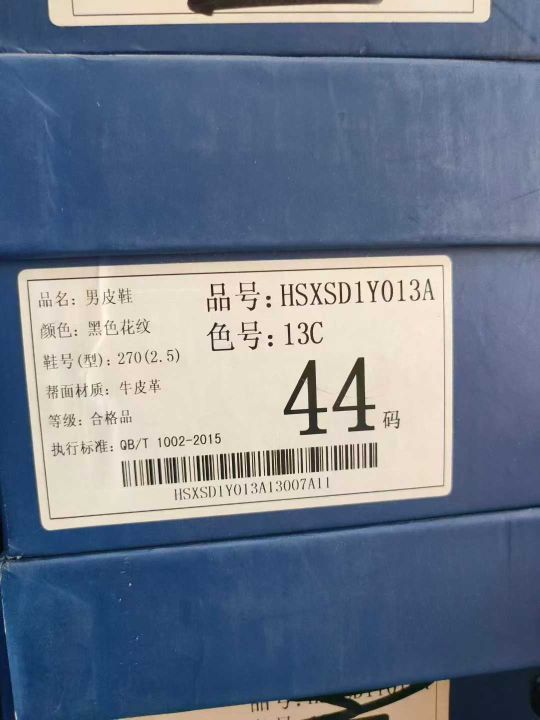 品名: 男皮鞋
品号: HSXSD1Y013A
颜色: 黑色花纹
色号: 13C
鞋号(型): 270(2.5)
帮面材质: 牛皮革
44码
等级: 合格品
执行标准: QB/T 1002-2015
HSXSD1Y013A13007A11